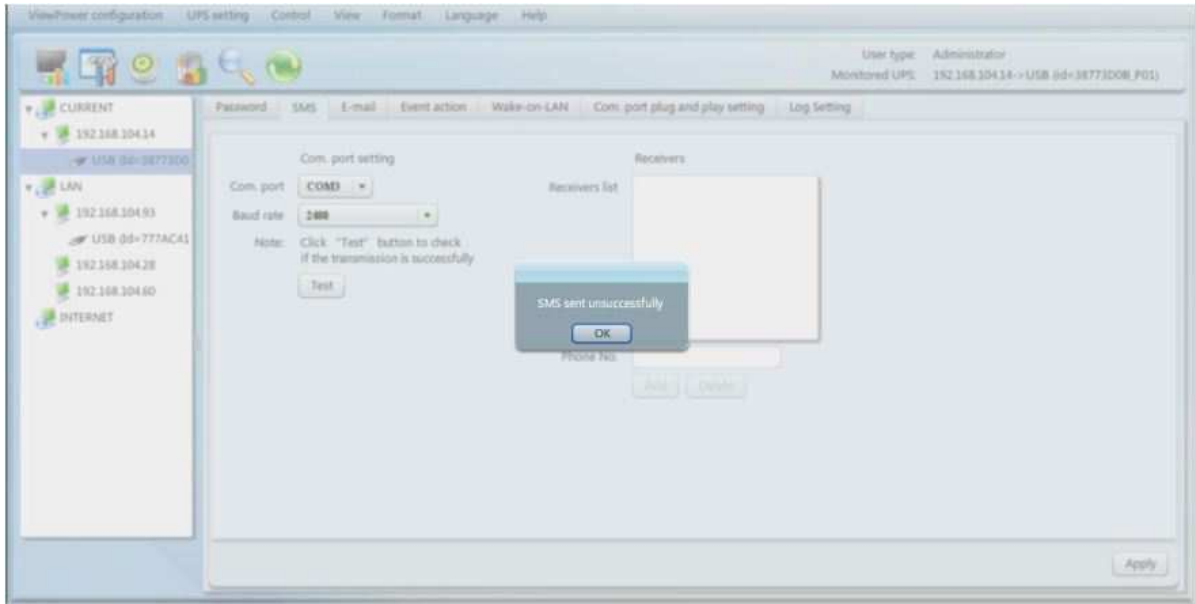 ViewPower configuration UPS setting Control View Format Language Help
User type: Administrator
Monitored UPS: 192.168.104.14->USB (id=38773D0B_P01)
CURRENT
192.168.104.14
USB (id=38773D0
LAN
192.168.104.93
USB (id=777AC41
192.168.104.28
192.168.104.60
INTERNET
Password SMS E-mail Event action Wake-on-LAN Com. port plug and play setting Log Setting
Com. port setting
Com. port COM3
Baud rate 2400
Note: Click "Test" button to check
if the transmission is successfully
Test
Receivers
Receivers list
SMS sent unsuccessfully
OK
Phone No.
Add Delete
Apply